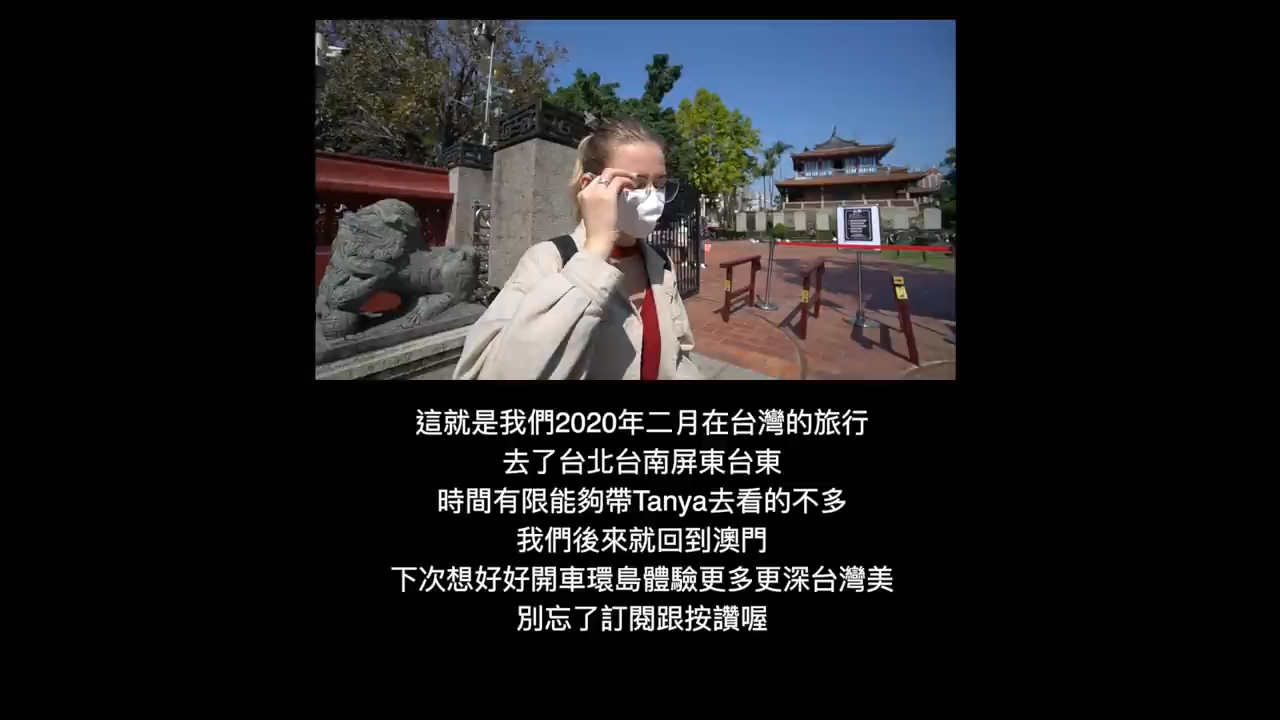 這就是我們2020年二月在台灣的旅行
去了台北台南屏東台東
時間有限能夠帶Tanya去看的不多
我們後來就回到澳門
下次想好好開車環島體驗更多更深台灣美
別忘了訂閱跟按讚喔